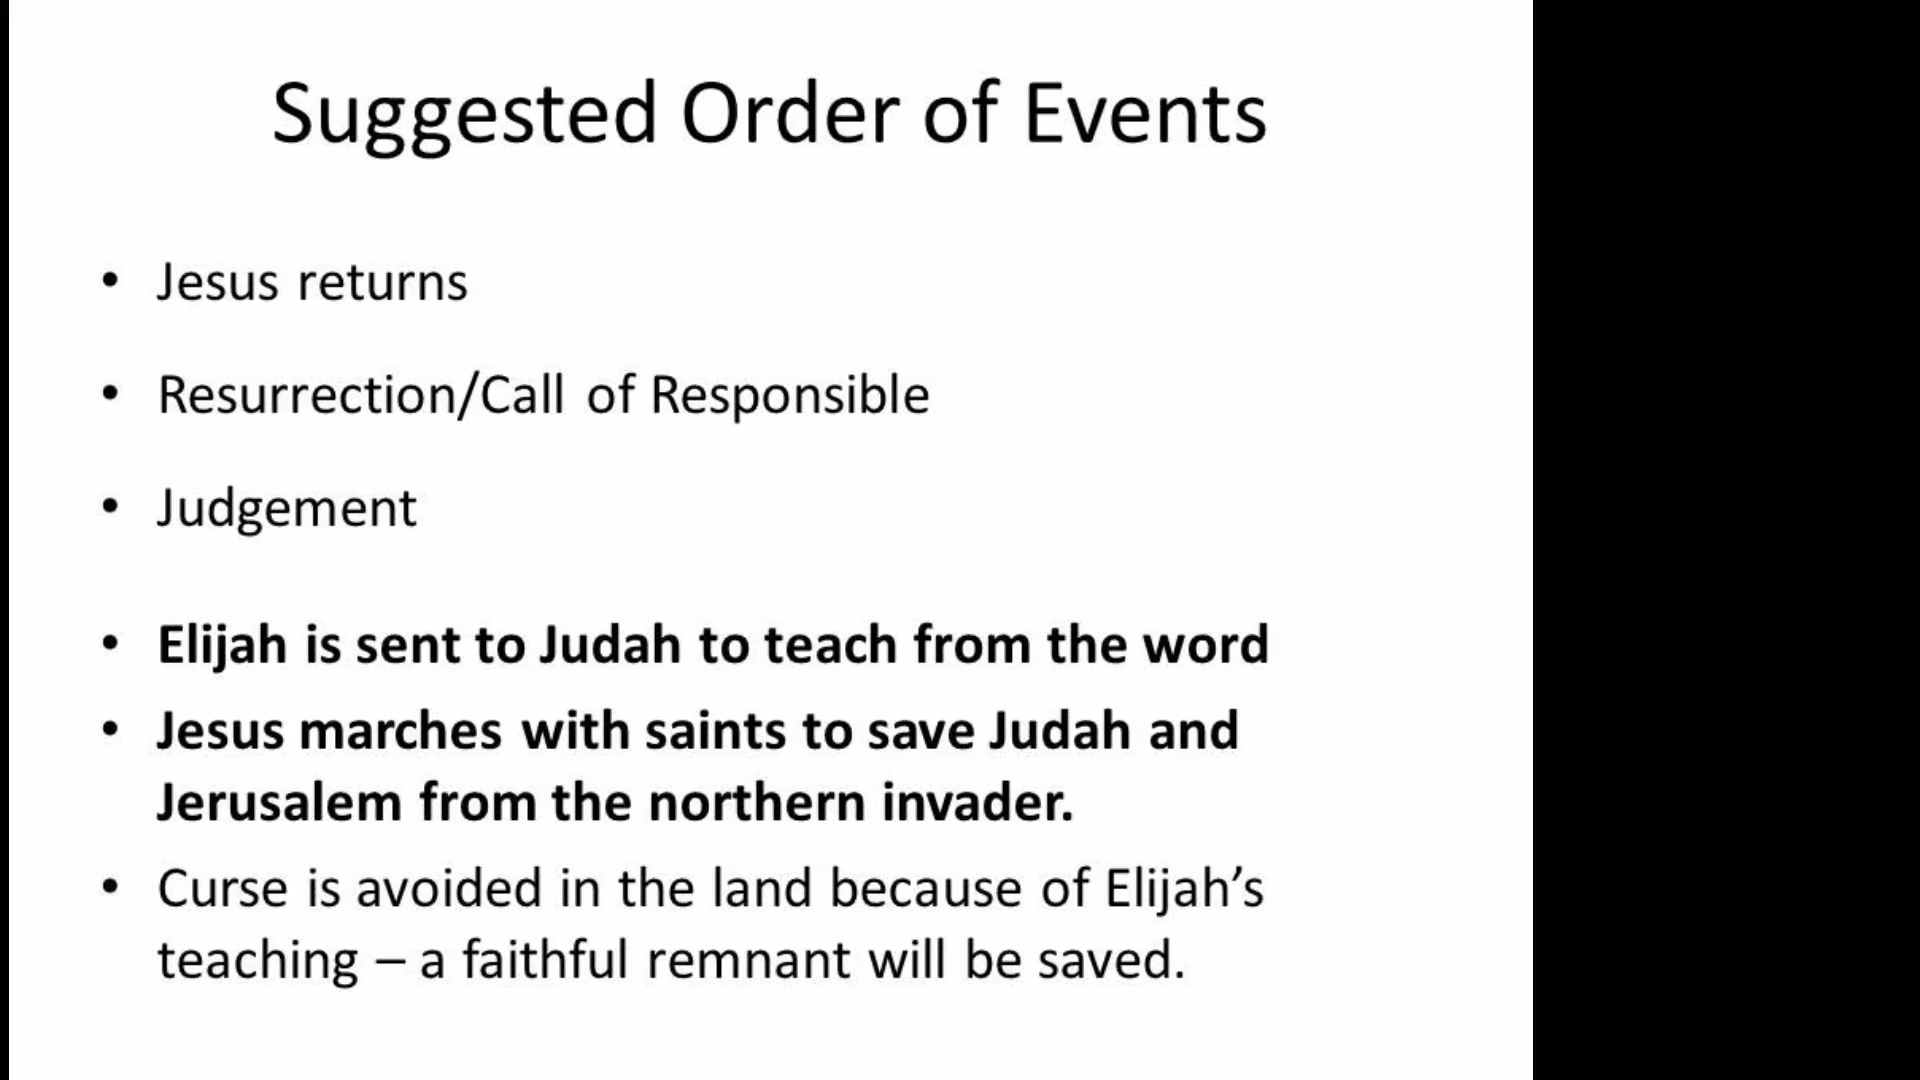 Suggested Order of Events
• Jesus returns
• Resurrection/Call of Responsible
• Judgement
• Elijah is sent to Judah to teach from the word
• Jesus marches with saints to save Judah and
Jerusalem from the northern invader.
• Curse is avoided in the land because of Elijah’s
teaching – a faithful remnant will be saved.